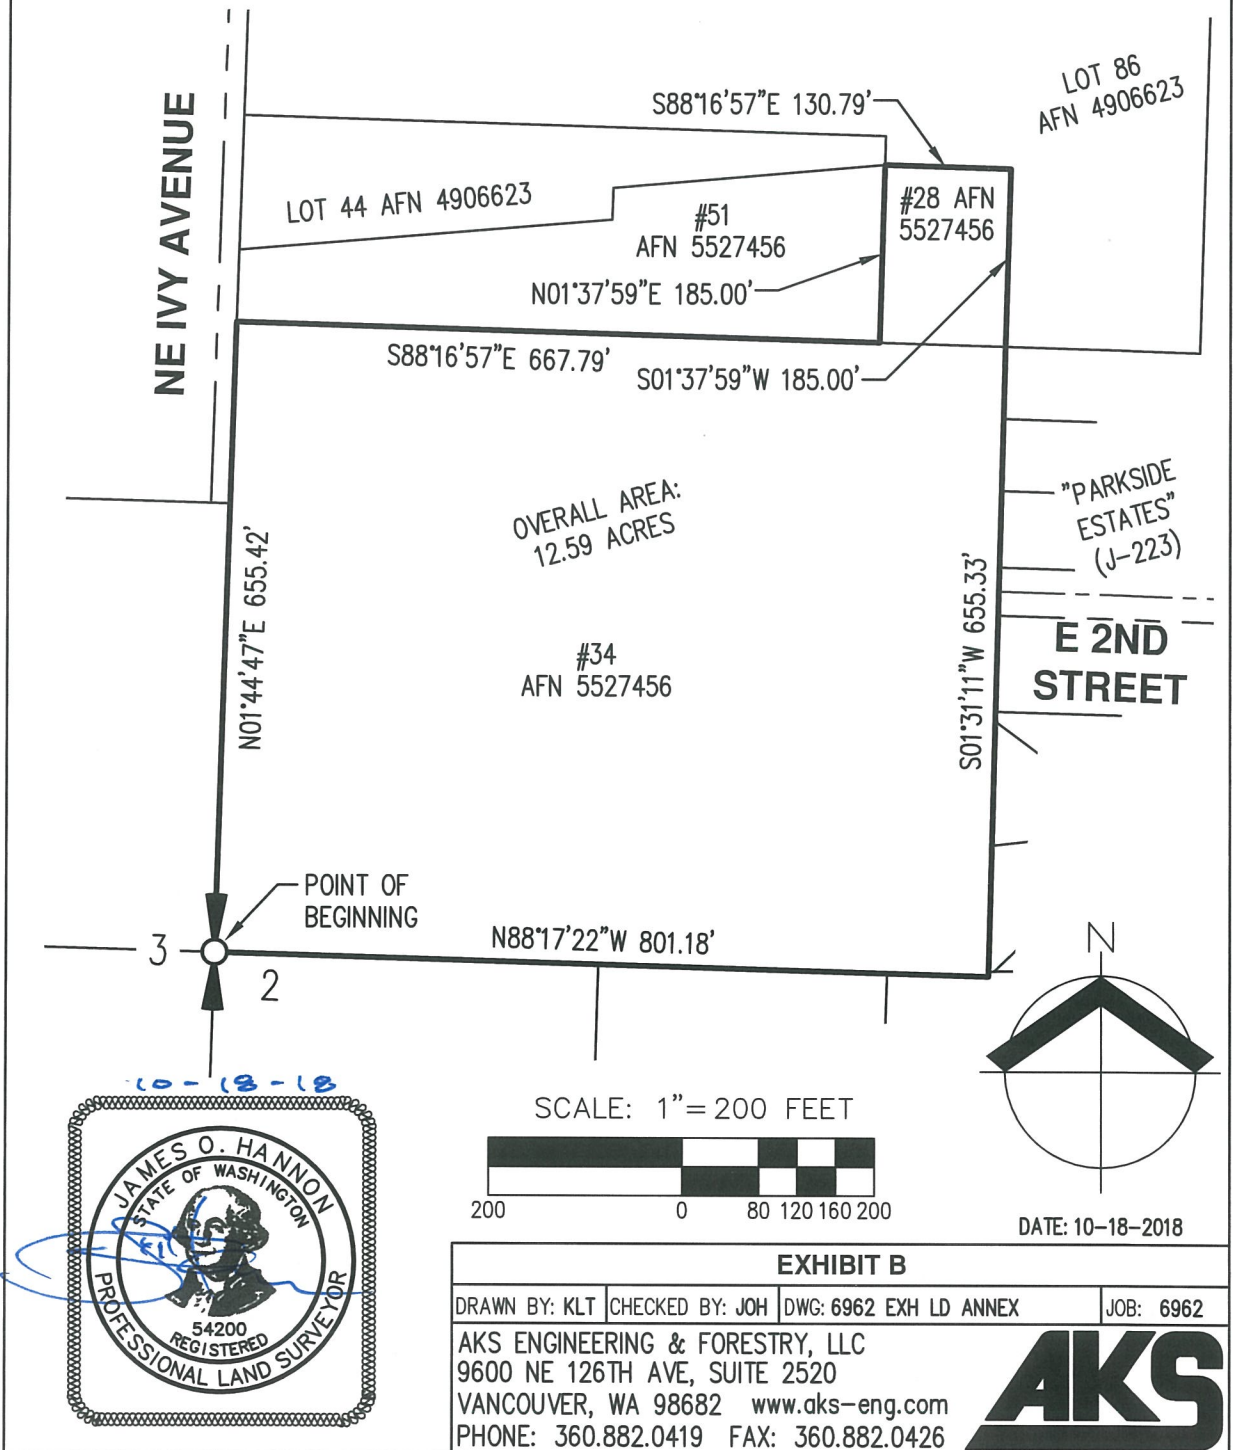 NE IVY AVENUE
S88°16'57"E 130.79'
LOT 86
AFN 4906623
LOT 44 AFN 4906623
#51
AFN 5527456
#28 AFN
5527456
N01°37'59"E 185.00'
S88°16'57"E 667.79'
S01°37'59"W 185.00'
OVERALL AREA:
12.59 ACRES
"PARKSIDE
ESTATES"
(J-223)
N01°44'47"E 655.42'
#34
AFN 5527456
S01°31'11"W 655.33'
E 2ND
STREET
POINT OF
BEGINNING
3
2
N88°17'22"W 801.18'
N
10-18-18
JAMES O. HANNON
STATE OF WASHINGTON
54200
REGISTERED
PROFESSIONAL LAND SURVEYOR
SCALE: 1"= 200 FEET
200 0 80 120 160 200
DATE: 10-18-2018
EXHIBIT B
DRAWN BY: KLT CHECKED BY: JOH DWG: 6962 EXH LD ANNEX JOB: 6962
AKS ENGINEERING & FORESTRY, LLC
9600 NE 126TH AVE, SUITE 2520
VANCOUVER, WA 98682 www.aks-eng.com
PHONE: 360.882.0419 FAX: 360.882.0426
AKS